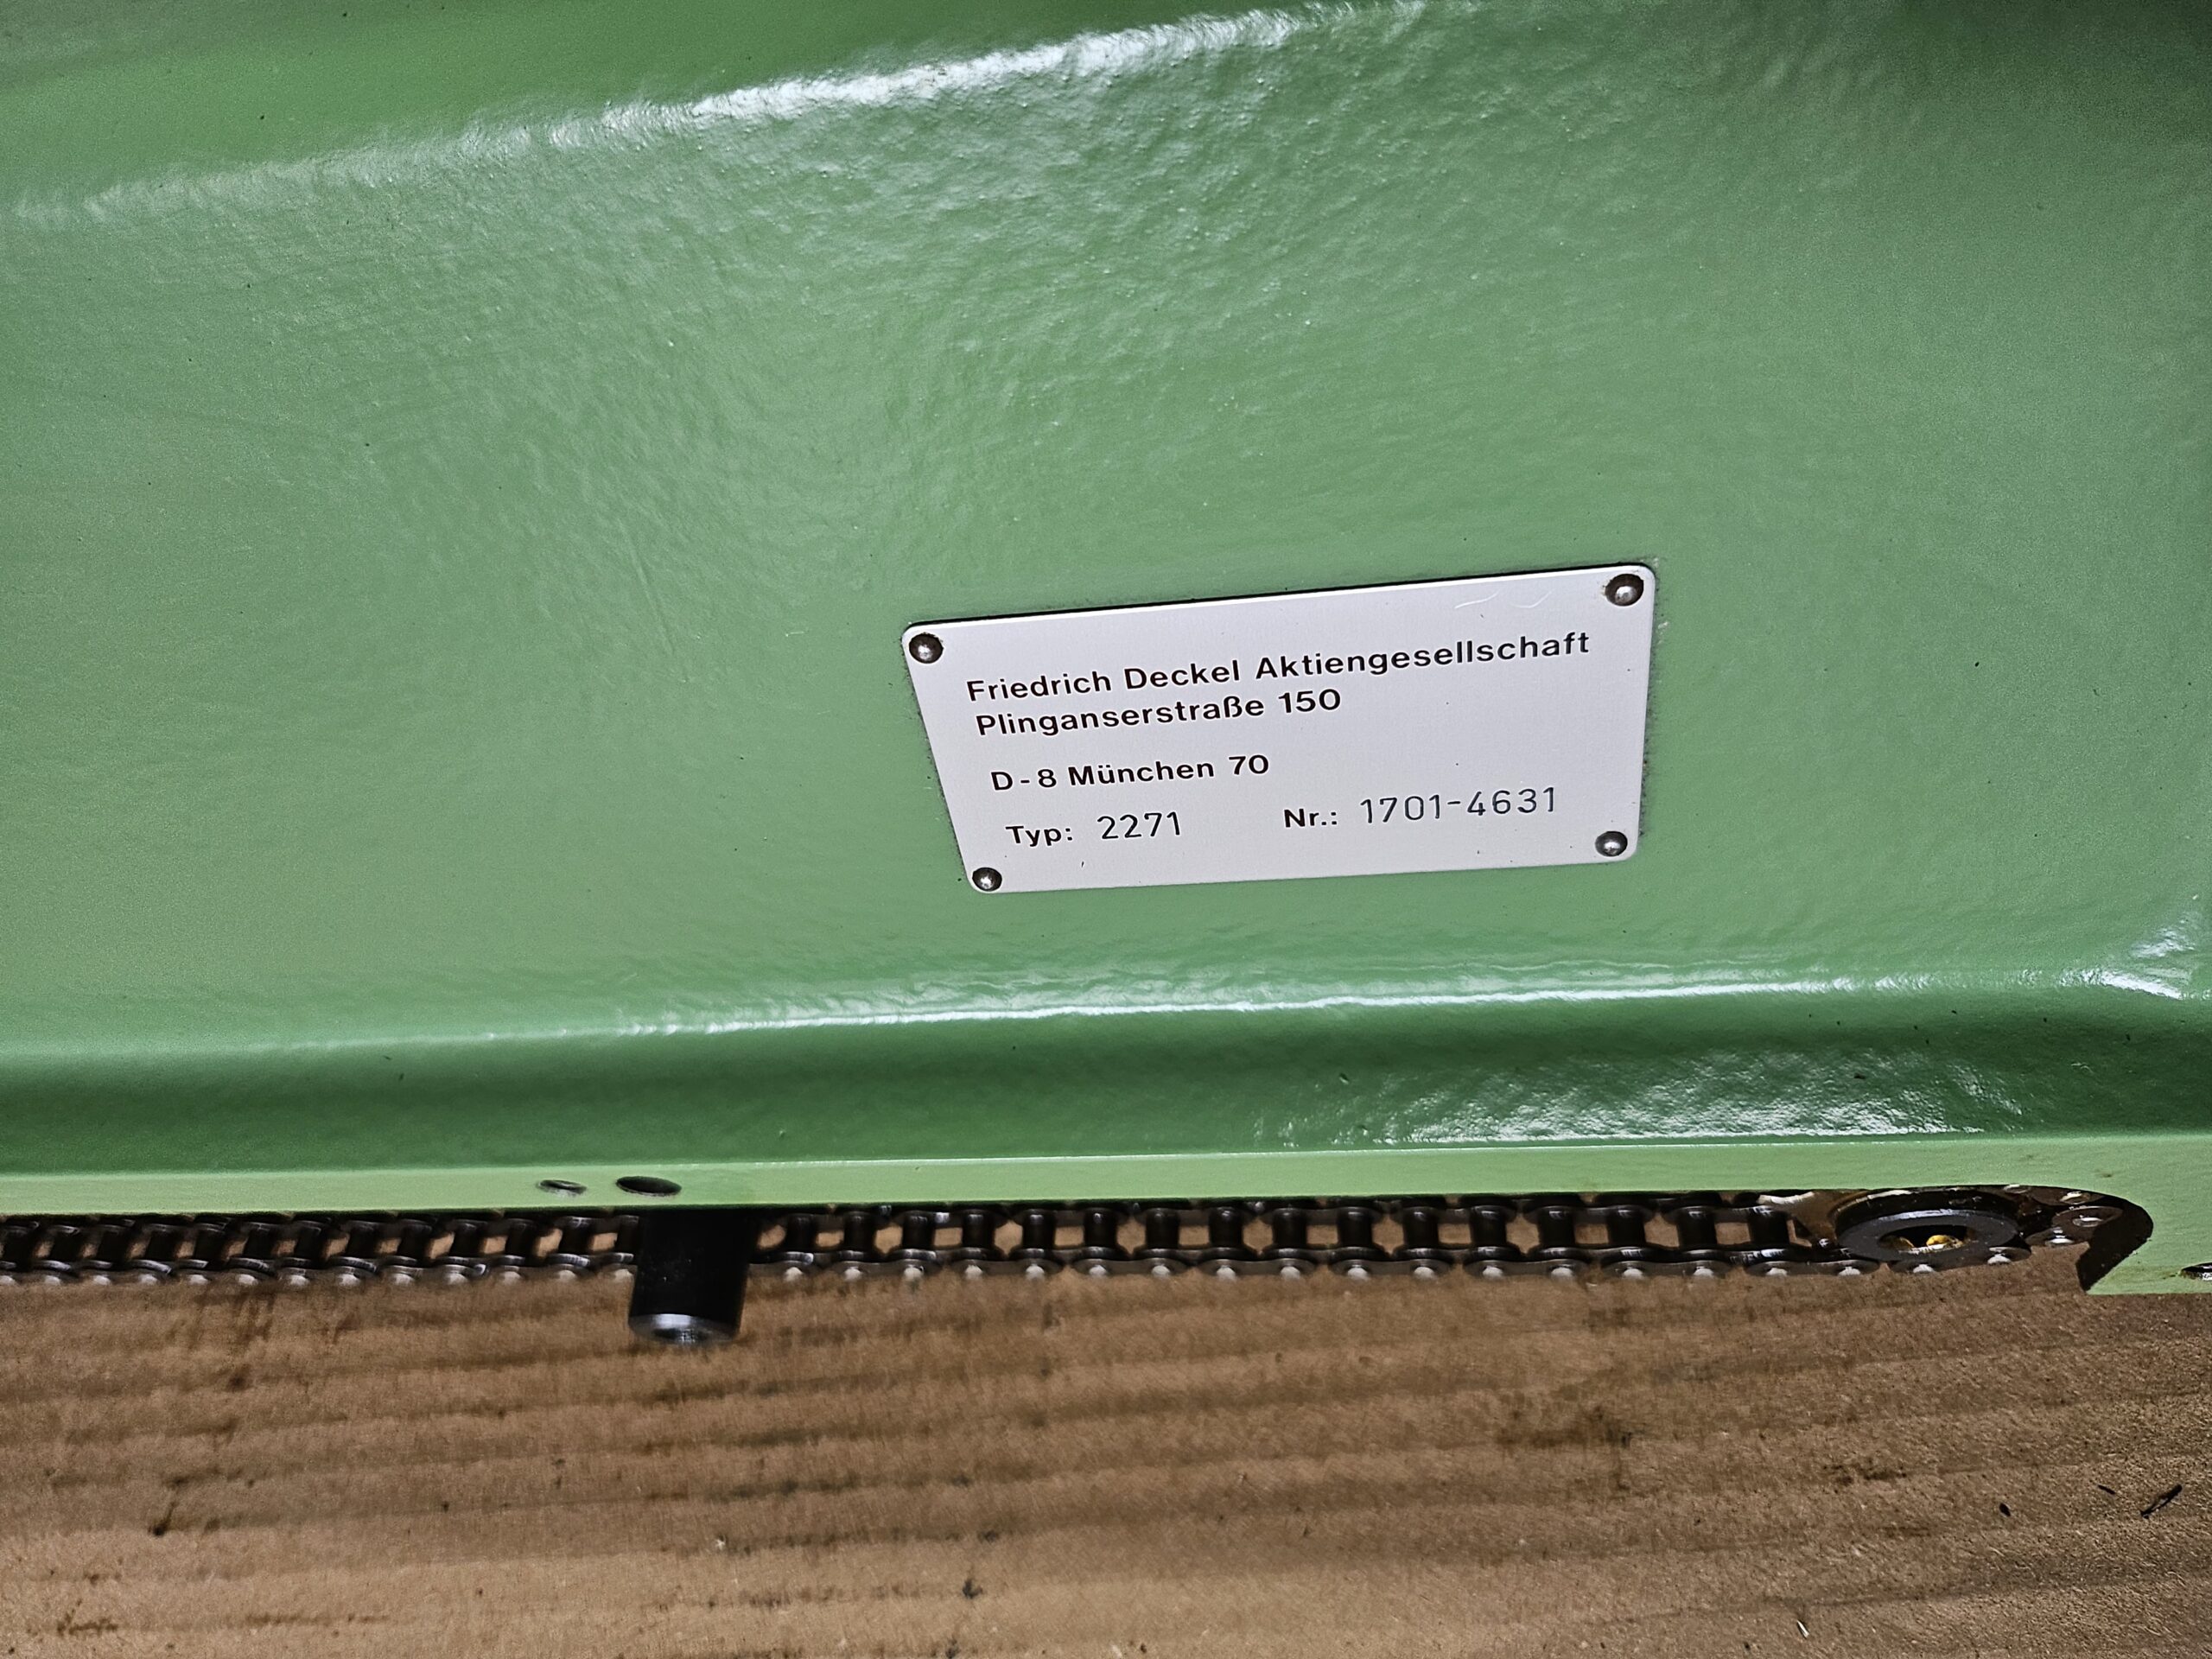 Friedrich Deckel Aktiengesellschaft
Plinganserstraße 150
D-8 München 70
Typ: 2271 Nr.: 1701-4631